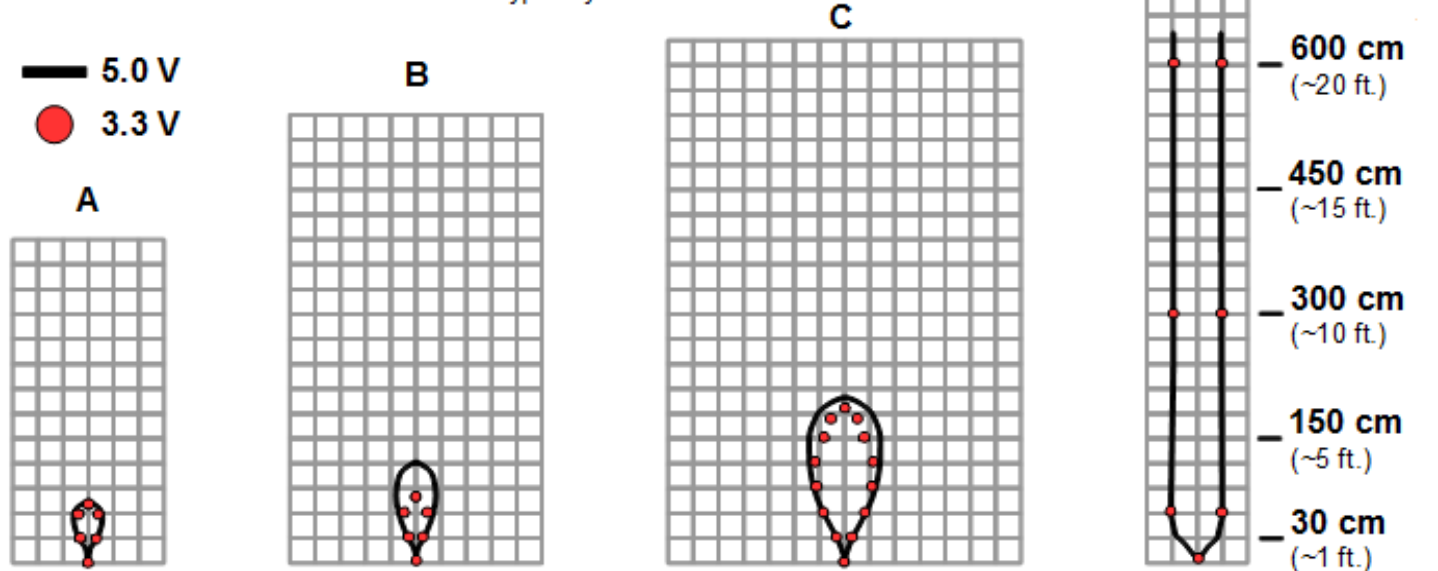 5.0 V
3.3 V
A
B
C
600 cm
(~20 ft.)
450 cm
(~15 ft.)
300 cm
(~10 ft.)
150 cm
(~5 ft.)
30 cm
(~1 ft.)